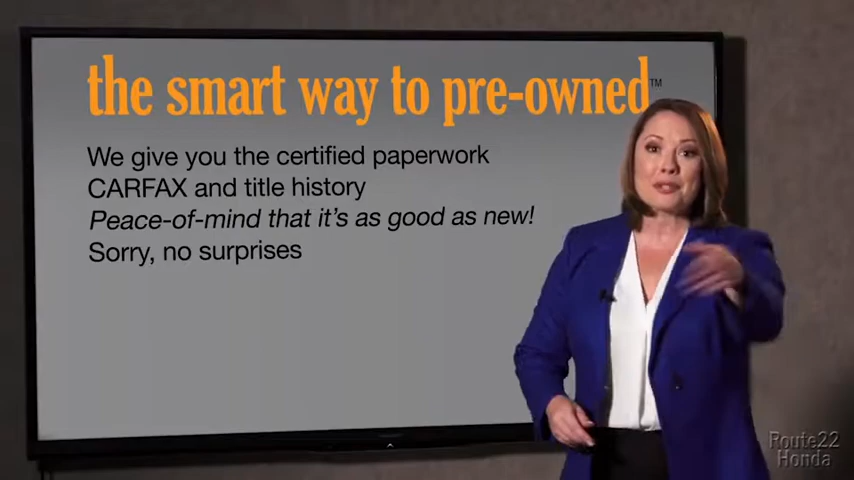 the smart way to pre-owned™
We give you the certified paperwork
CARFAX and title history
Peace-of-mind that it's as good as new!
Sorry, no surprises
Route22
Honda